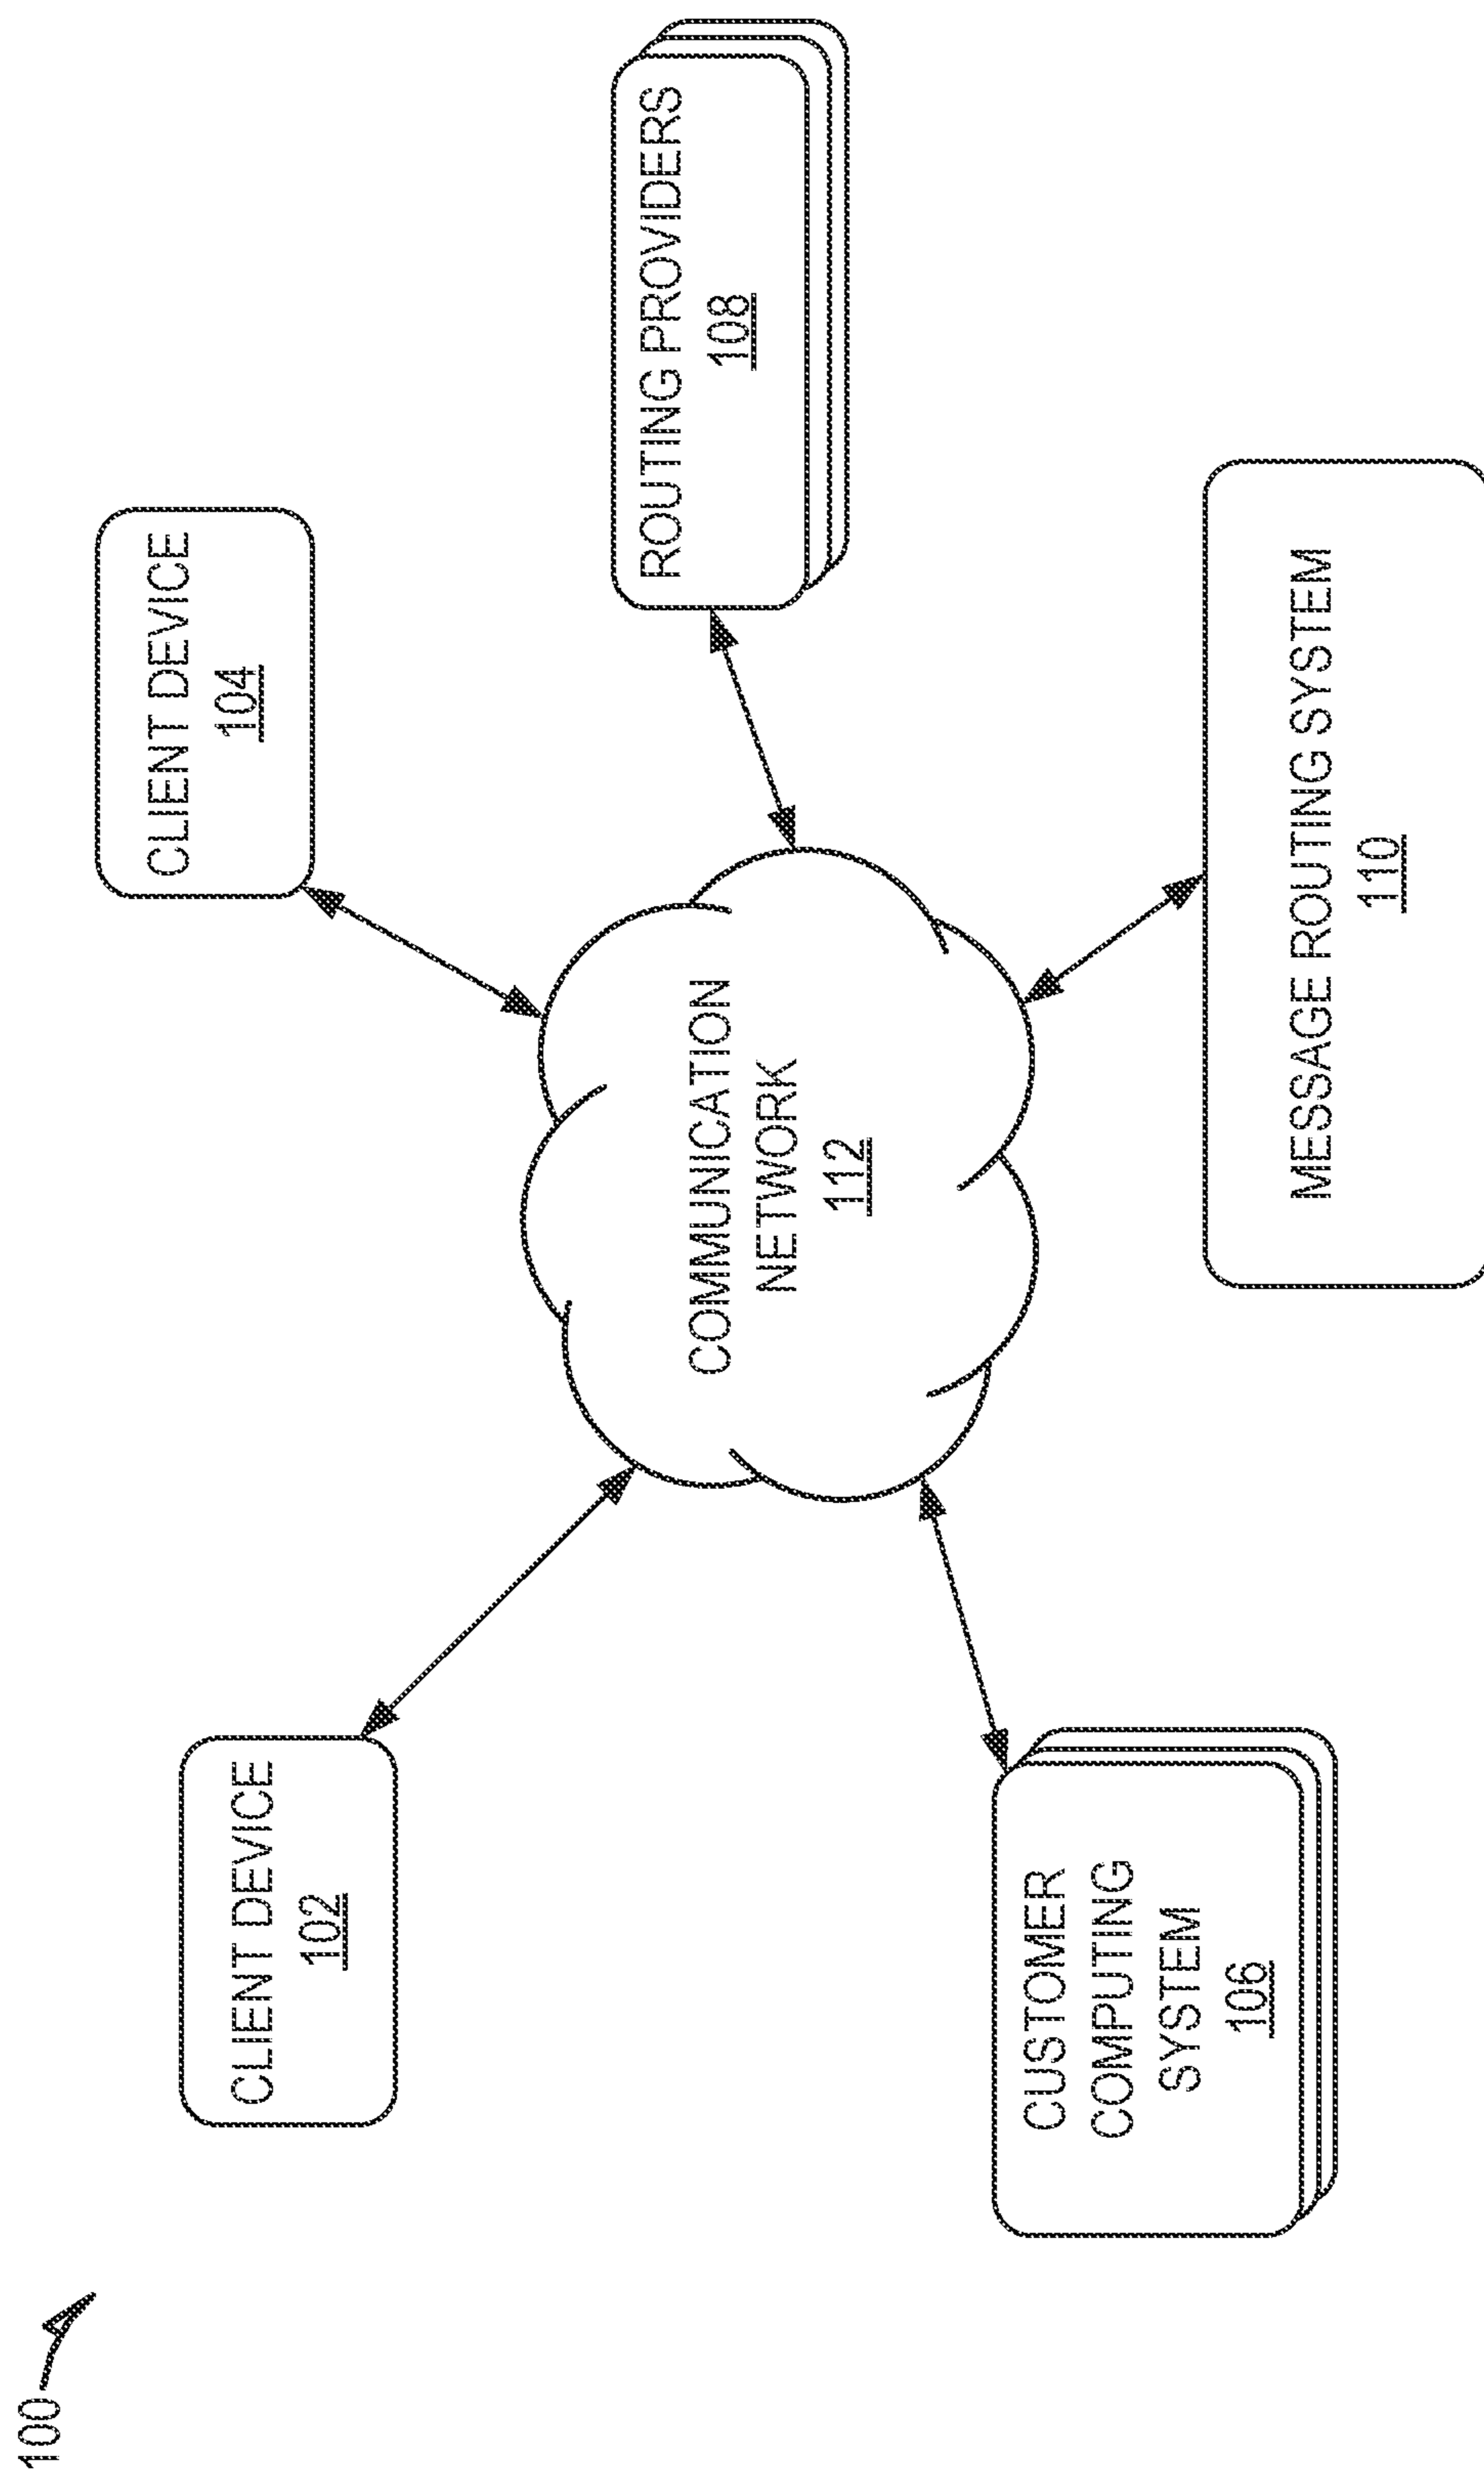 100
CLIENT DEVICE
102
CLIENT DEVICE
104
COMMUNICATION
NETWORK
112
ROUTING PROVIDERS
108
CUSTOMER
COMPUTING
SYSTEM
106
MESSAGE ROUTING SYSTEM
110